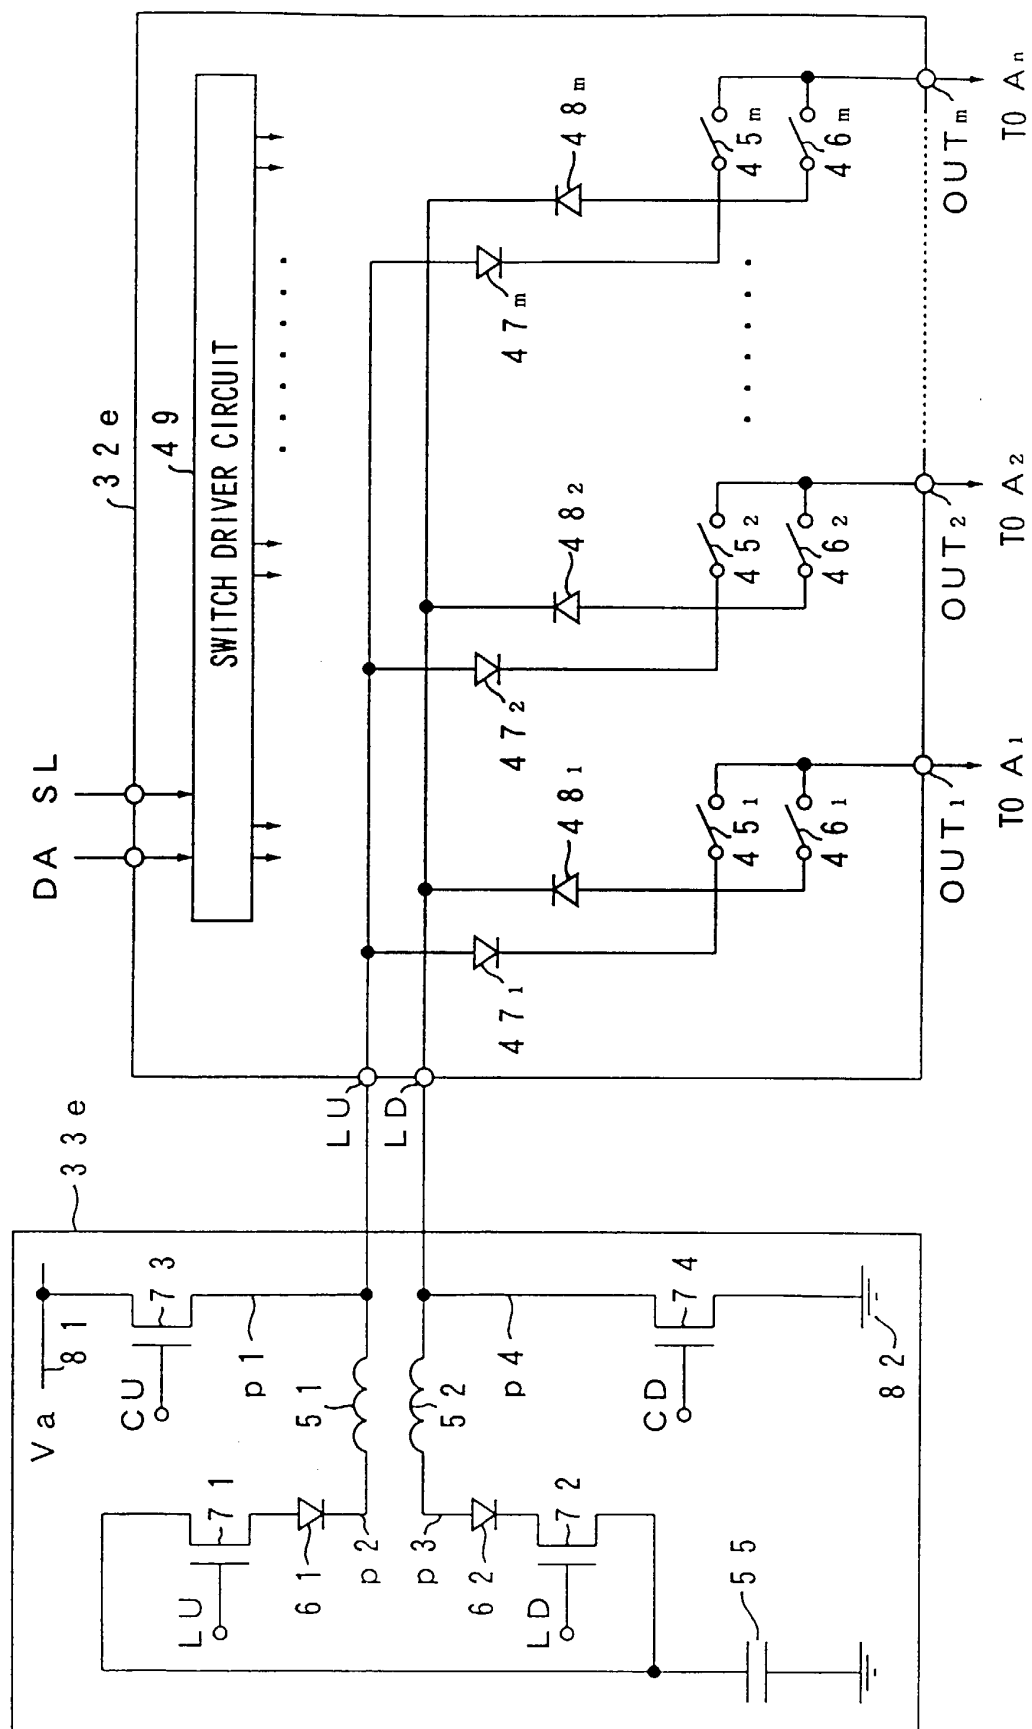 DA
SL
32e
49
SWITCH DRIVER CIRCUIT
48m
47m
45m
46m
OUTm
TO An
48₂
47₂
45₂
46₂
OUT₂
TO A₂
48₁
47₁
45₁
46₁
OUT₁
TO A₁
LU
LD
33e
Va
81
CU
73
p1
51
52
p4
74
CD
82
LU
71
61
p2
p3
62
72
LD
55